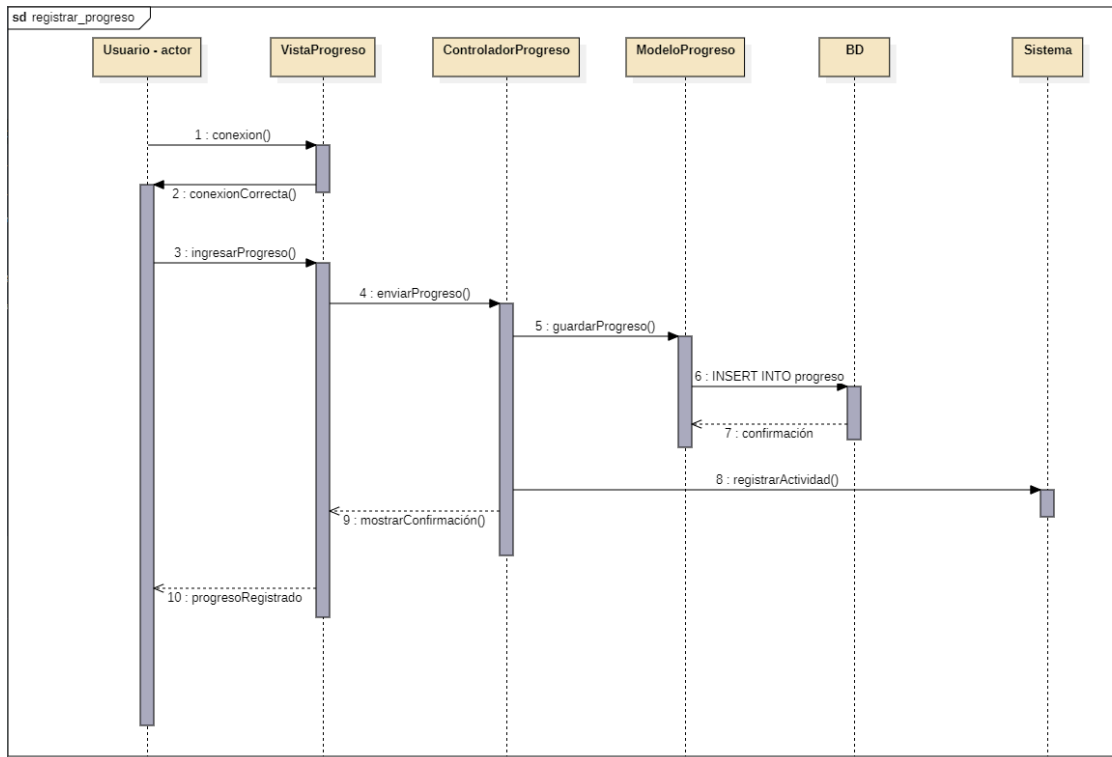 sd registrar_progreso
Usuario - actor
VistaProgreso
ControladorProgreso
ModeloProgreso
BD
Sistema
1 : conexion()
2 : conexionCorrecta()
3 : ingresarProgreso()
4 : enviarProgreso()
5 : guardarProgreso()
6 : INSERT INTO progreso
7 : confirmación
8 : registrarActividad()
9 : mostrarConfirmación()
10 : progresoRegistrado